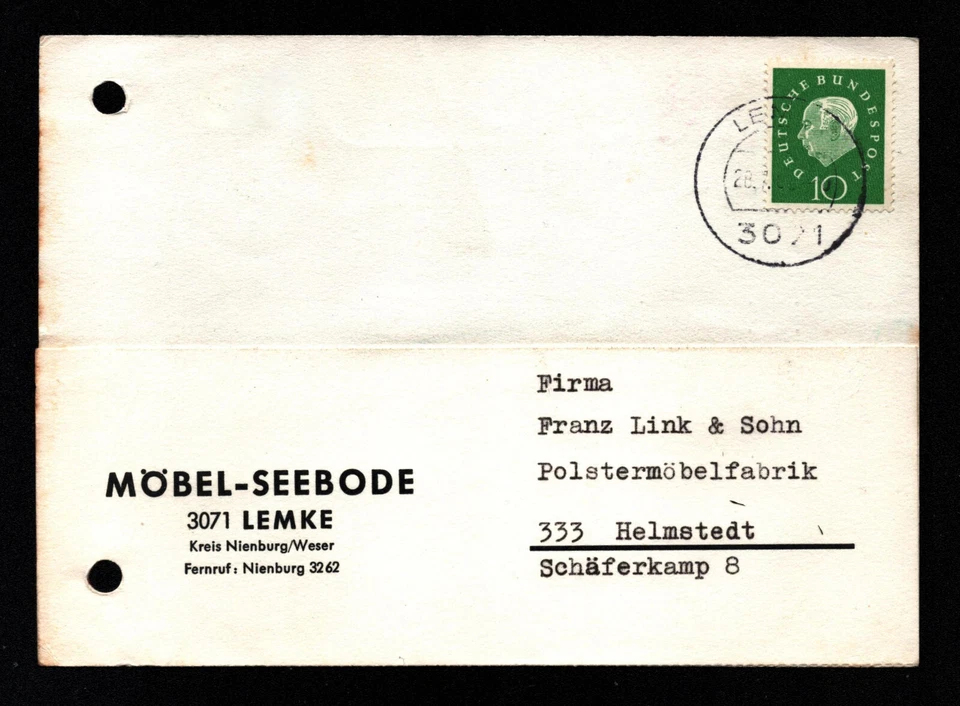 DEUTSCHE BUNDESPOST
10
3071
Firma
Franz Link & Sohn
Polstermöbelfabrik
333 Helmstedt
Schäferkamp 8
MÖBEL-SEEBODE
3071 LEMKE
Kreis Nienburg/Weser
Fernruf: Nienburg 3262